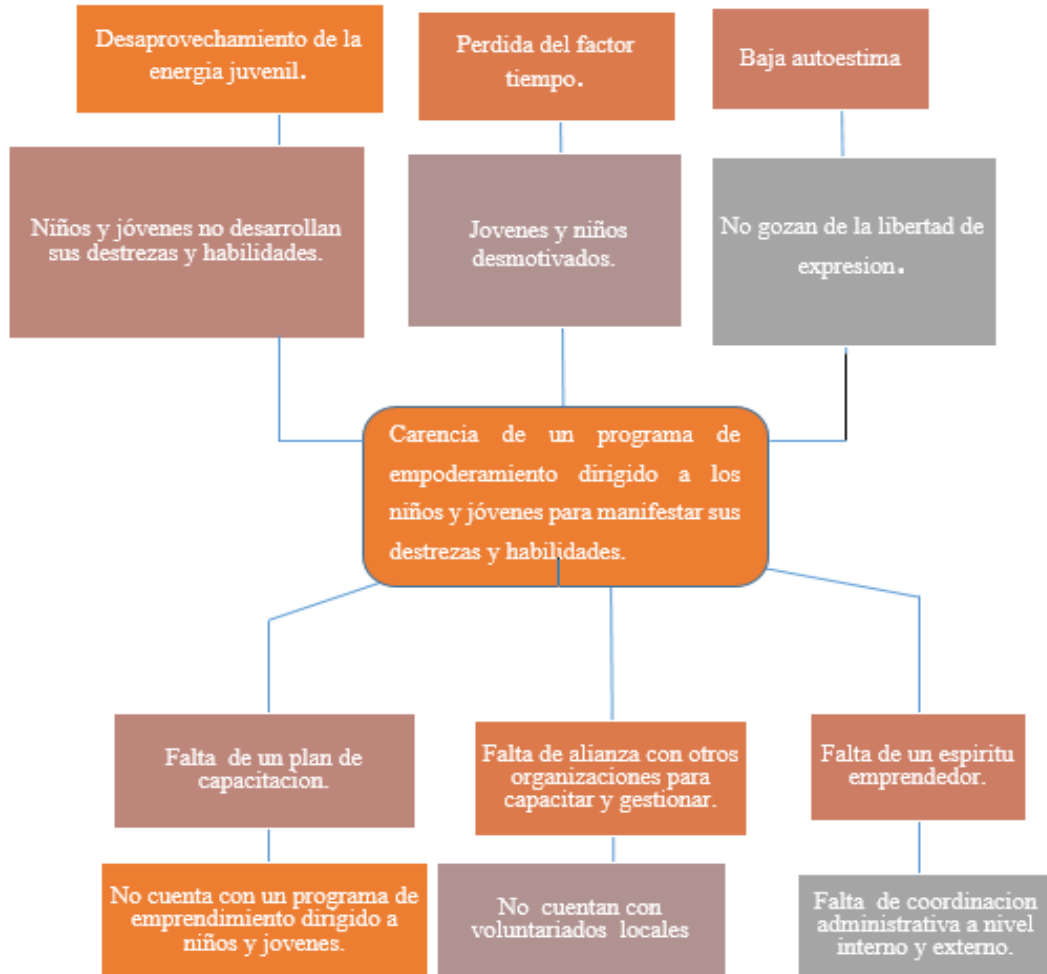 Desaprovechamiento de la
energia juvenil.
Perdida del factor
tiempo.
Baja autoestima
Niños y jóvenes no desarrollan
sus destrezas y habilidades.
Jovenes y niños
desmotivados.
No gozan de la libertad de
expresion.
Carencia de un programa de
empoderamiento dirigido a los
niños y jóvenes para manifestar sus
destrezas y habilidades.
Falta de un plan de
capacitacion.
Falta de alianza con otros
organizaciones para
capacitar y gestionar.
Falta de un espiritu
emprendedor.
No cuenta con un programa de
emprendimiento dirigido a
niños y jovenes.
No cuentan con
voluntariados locales
Falta de coordinacion
administrativa a nivel
interno y externo.